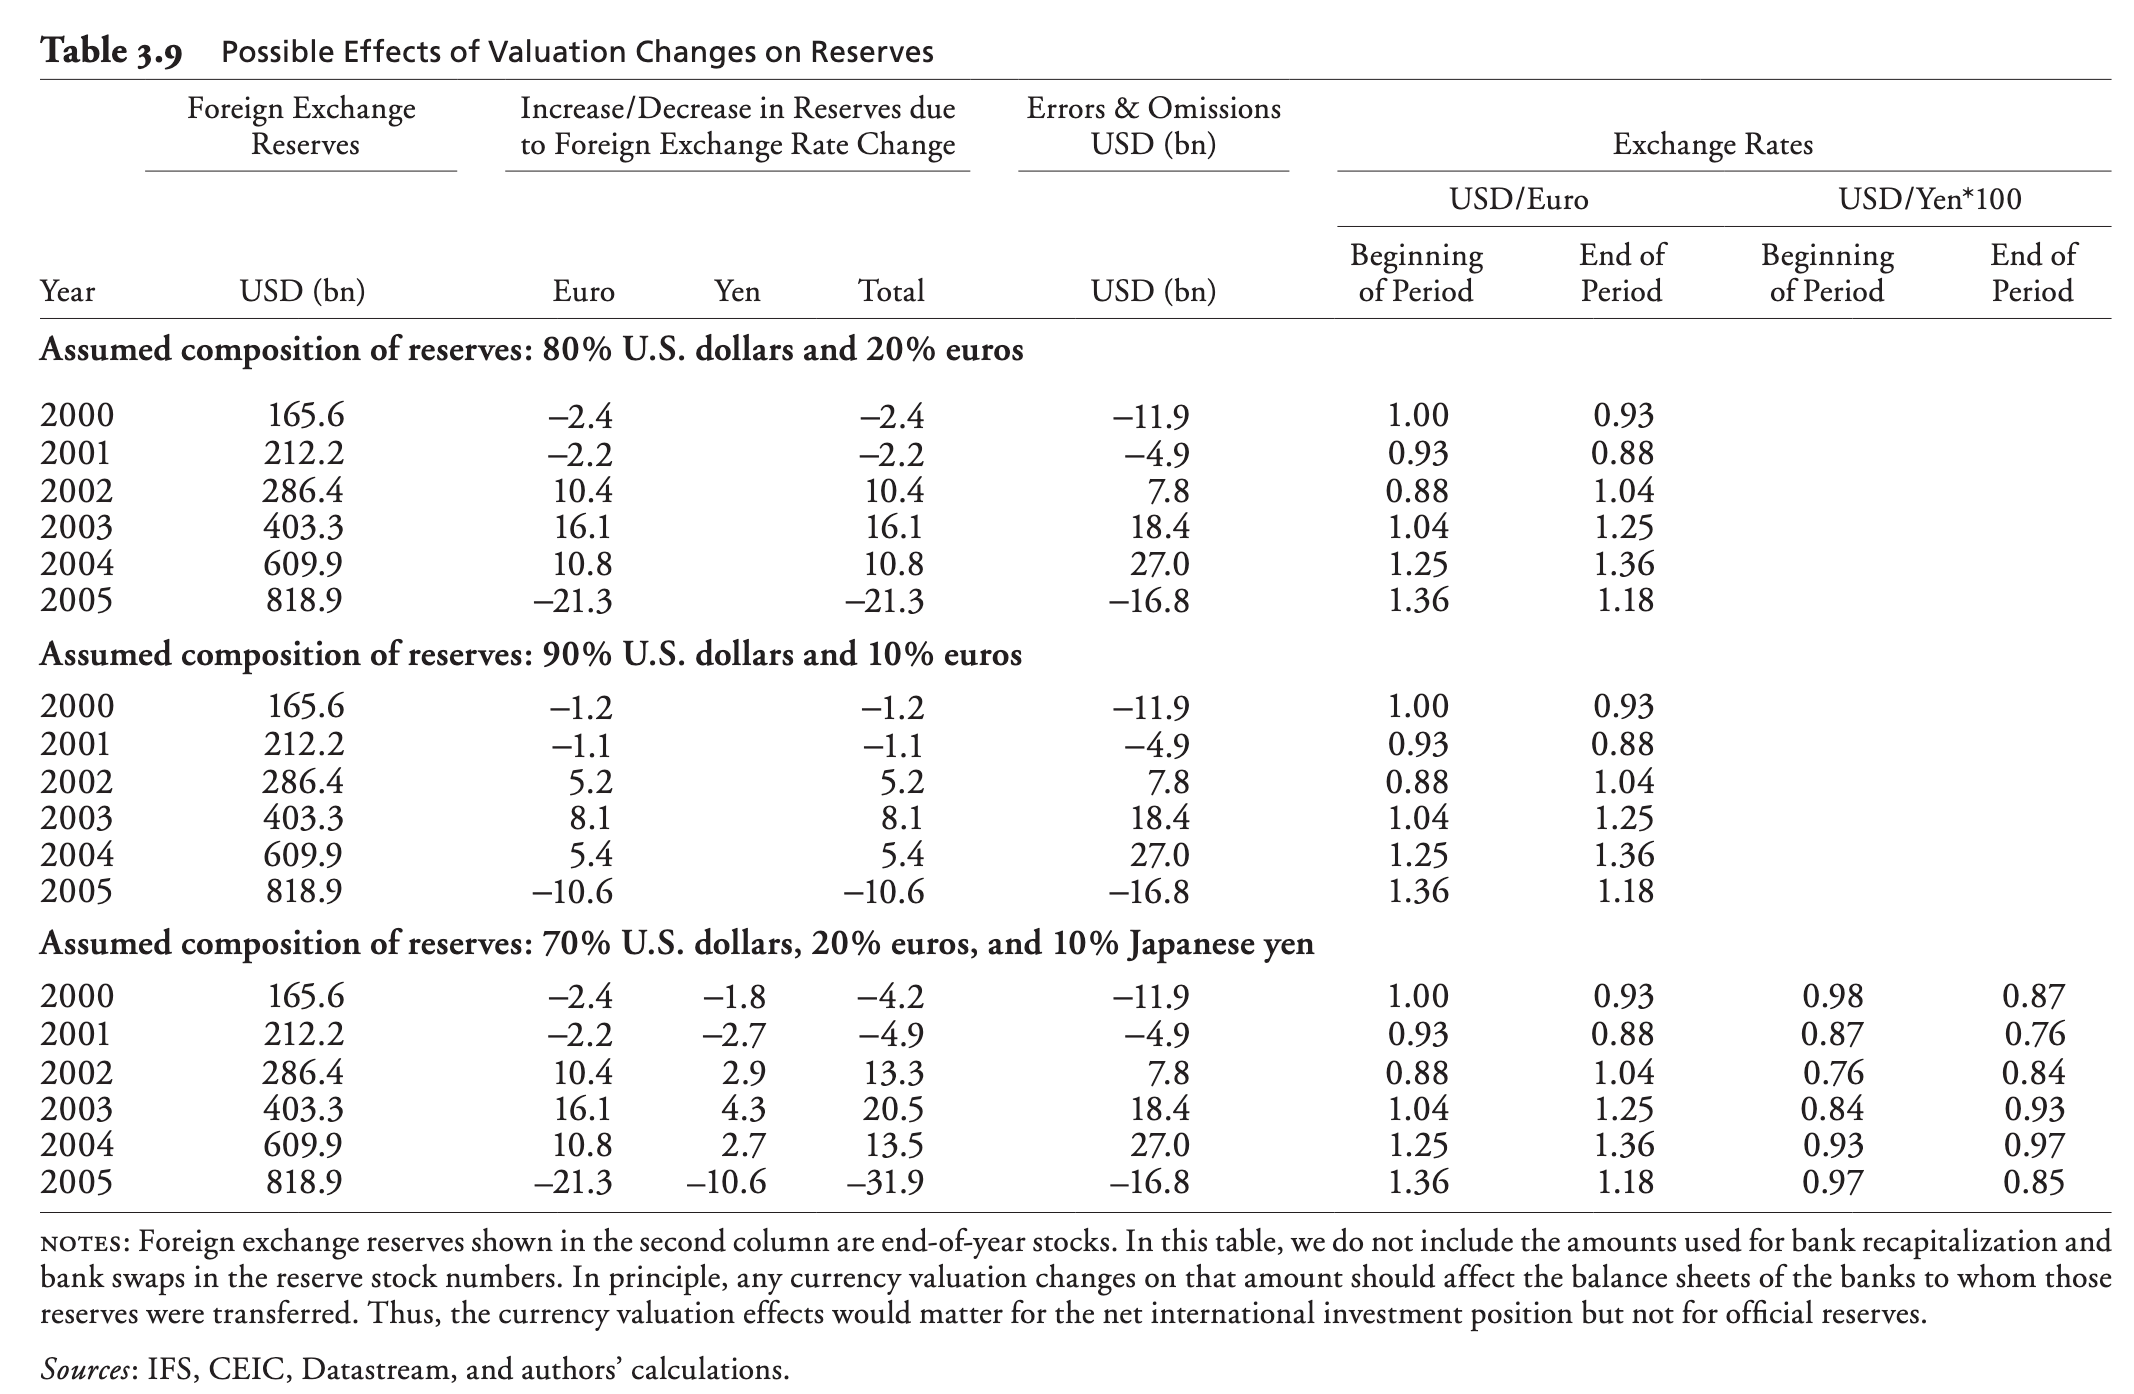 Table 3.9 Possible Effects of Valuation Changes on Reserves
Foreign Exchange Increase/Decrease in Reserves due Errors & Omissions
Reserves to Foreign Exchange Rate Change USD (bn) Exchange Rates
USD/Euro USD/Yen*100
Beginning End of Beginning End of
Year USD (bn) Euro Yen Total USD (bn) of Period Period of Period Period
Assumed composition of reserves: 80% U.S. dollars and 20% euros
2000 165.6 –2.4 –2.4 –11.9 1.00 0.93
2001 212.2 –2.2 –2.2 –4.9 0.93 0.88
2002 286.4 10.4 10.4 7.8 0.88 1.04
2003 403.3 16.1 16.1 18.4 1.04 1.25
2004 609.9 10.8 10.8 27.0 1.25 1.36
2005 818.9 –21.3 –21.3 –16.8 1.36 1.18
Assumed composition of reserves: 90% U.S. dollars and 10% euros
2000 165.6 –1.2 –1.2 –11.9 1.00 0.93
2001 212.2 –1.1 –1.1 –4.9 0.93 0.88
2002 286.4 5.2 5.2 7.8 0.88 1.04
2003 403.3 8.1 8.1 18.4 1.04 1.25
2004 609.9 5.4 5.4 27.0 1.25 1.36
2005 818.9 –10.6 –10.6 –16.8 1.36 1.18
Assumed composition of reserves: 70% U.S. dollars, 20% euros, and 10% Japanese yen
2000 165.6 –2.4 –1.8 –4.2 –11.9 1.00 0.93 0.98 0.87
2001 212.2 –2.2 –2.7 –4.9 –4.9 0.93 0.88 0.87 0.76
2002 286.4 10.4 2.9 13.3 7.8 0.88 1.04 0.76 0.84
2003 403.3 16.1 4.3 20.5 18.4 1.04 1.25 0.84 0.93
2004 609.9 10.8 2.7 13.5 27.0 1.25 1.36 0.93 0.97
2005 818.9 –21.3 –10.6 –31.9 –16.8 1.36 1.18 0.97 0.85
NOTES: Foreign exchange reserves shown in the second column are end-of-year stocks. In this table, we do not include the amounts used for bank recapitalization and
bank swaps in the reserve stock numbers. In principle, any currency valuation changes on that amount should affect the balance sheets of the banks to whom those
reserves were transferred. Thus, the currency valuation effects would matter for the net international investment position but not for official reserves.
Sources: IFS, CEIC, Datastream, and authors’ calculations.